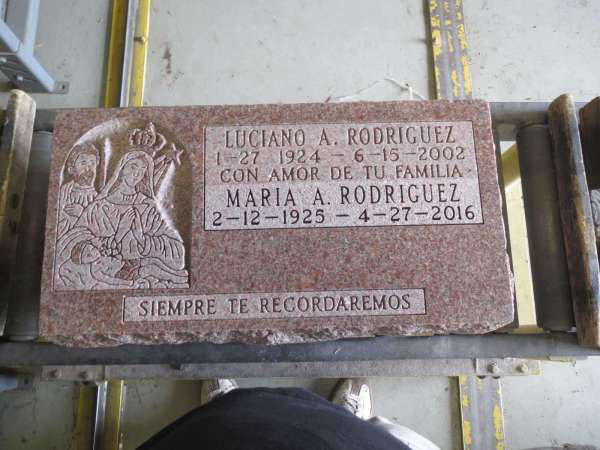 LUCIANO A. RODRIGUEZ
1-27 1924 - 6-15-2002
CON AMOR DE TU FAMILIA
MARIA A. RODRIGUEZ
2-12-1925 - 4-27-2016
SIEMPRE TE RECORDAREMOS